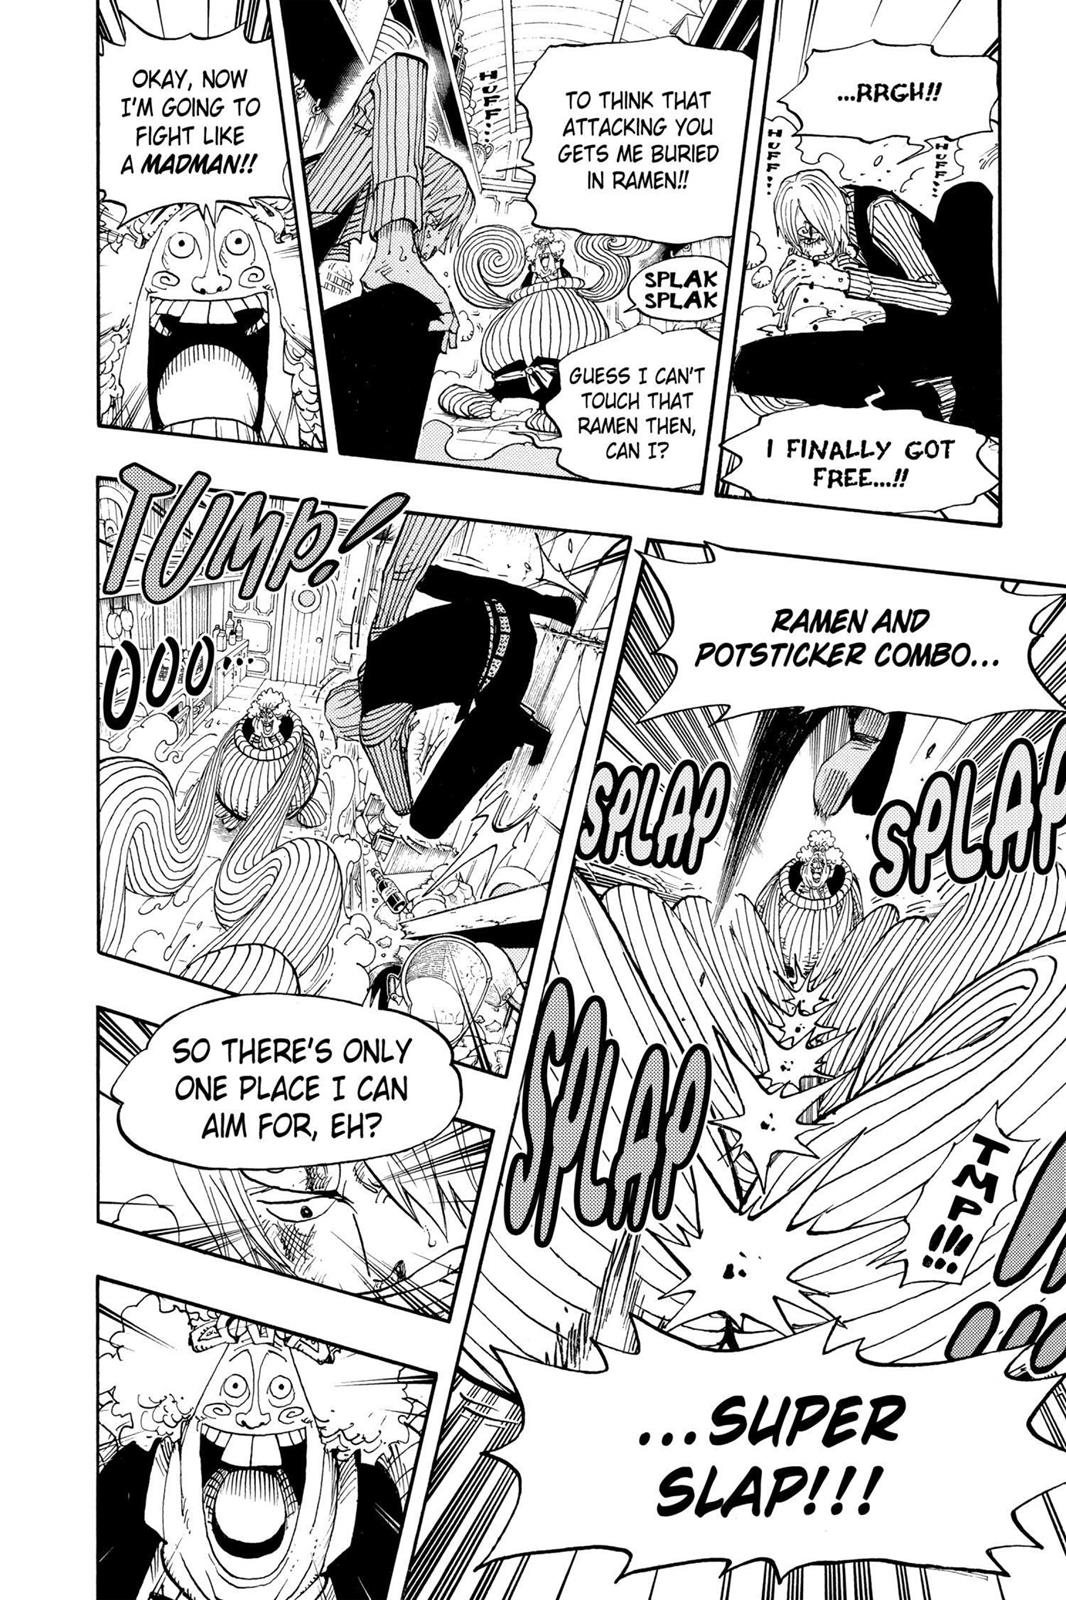 ...RRGH!!
HUFF...
HUFF...
I FINALLY GOT
FREE...!!
TO THINK THAT
ATTACKING YOU
GETS ME BURIED
IN RAMEN!!
HUFF...
SPLAK
SPLAK
GUESS I CAN'T
TOUCH THAT
RAMEN THEN,
CAN I?
OKAY, NOW
I'M GOING TO
FIGHT LIKE
A MADMAN!!
RAMEN AND
POTSTICKER COMBO...
SPLAP
SPLAP
SPLAP
TMP!!!
...SUPER
SLAP!!!
TUMP!
OOO...
SO THERE'S ONLY
ONE PLACE I CAN
AIM FOR, EH?